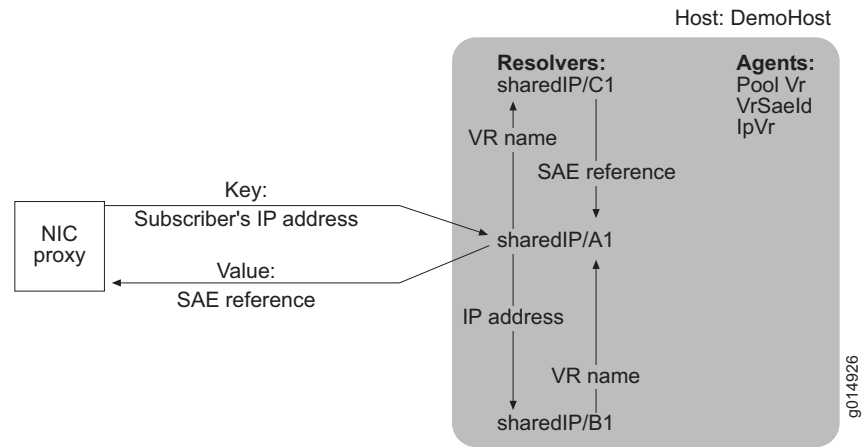 Host: DemoHost
Resolvers:
sharedIP/C1
Agents:
Pool Vr
VrSaeId
IpVr
VR name
SAE reference
Key:
Subscriber's IP address
NIC
proxy
sharedIP/A1
Value:
SAE reference
IP address
VR name
sharedIP/B1
g014926